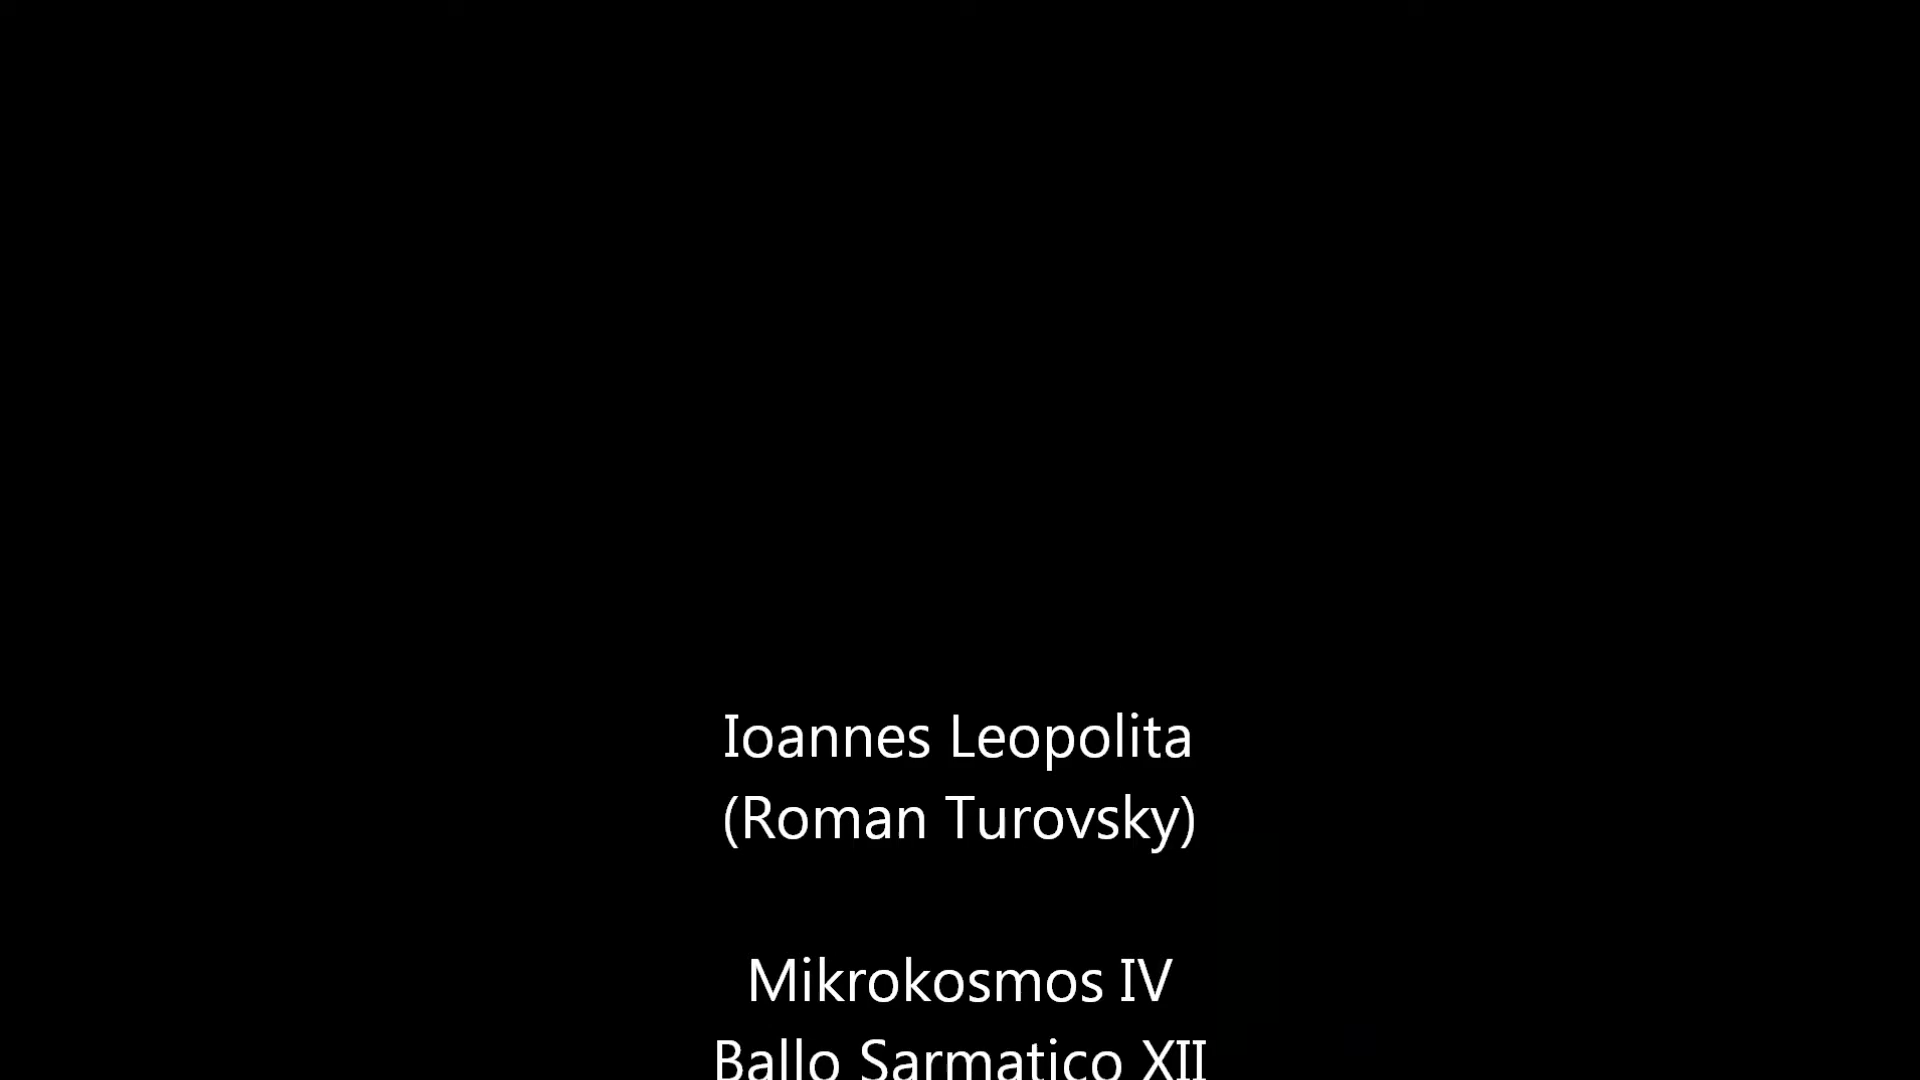 Ioannes Leopolita
(Roman Turovsky)
Mikrokosmos IV
Ballo Sarmatico XII